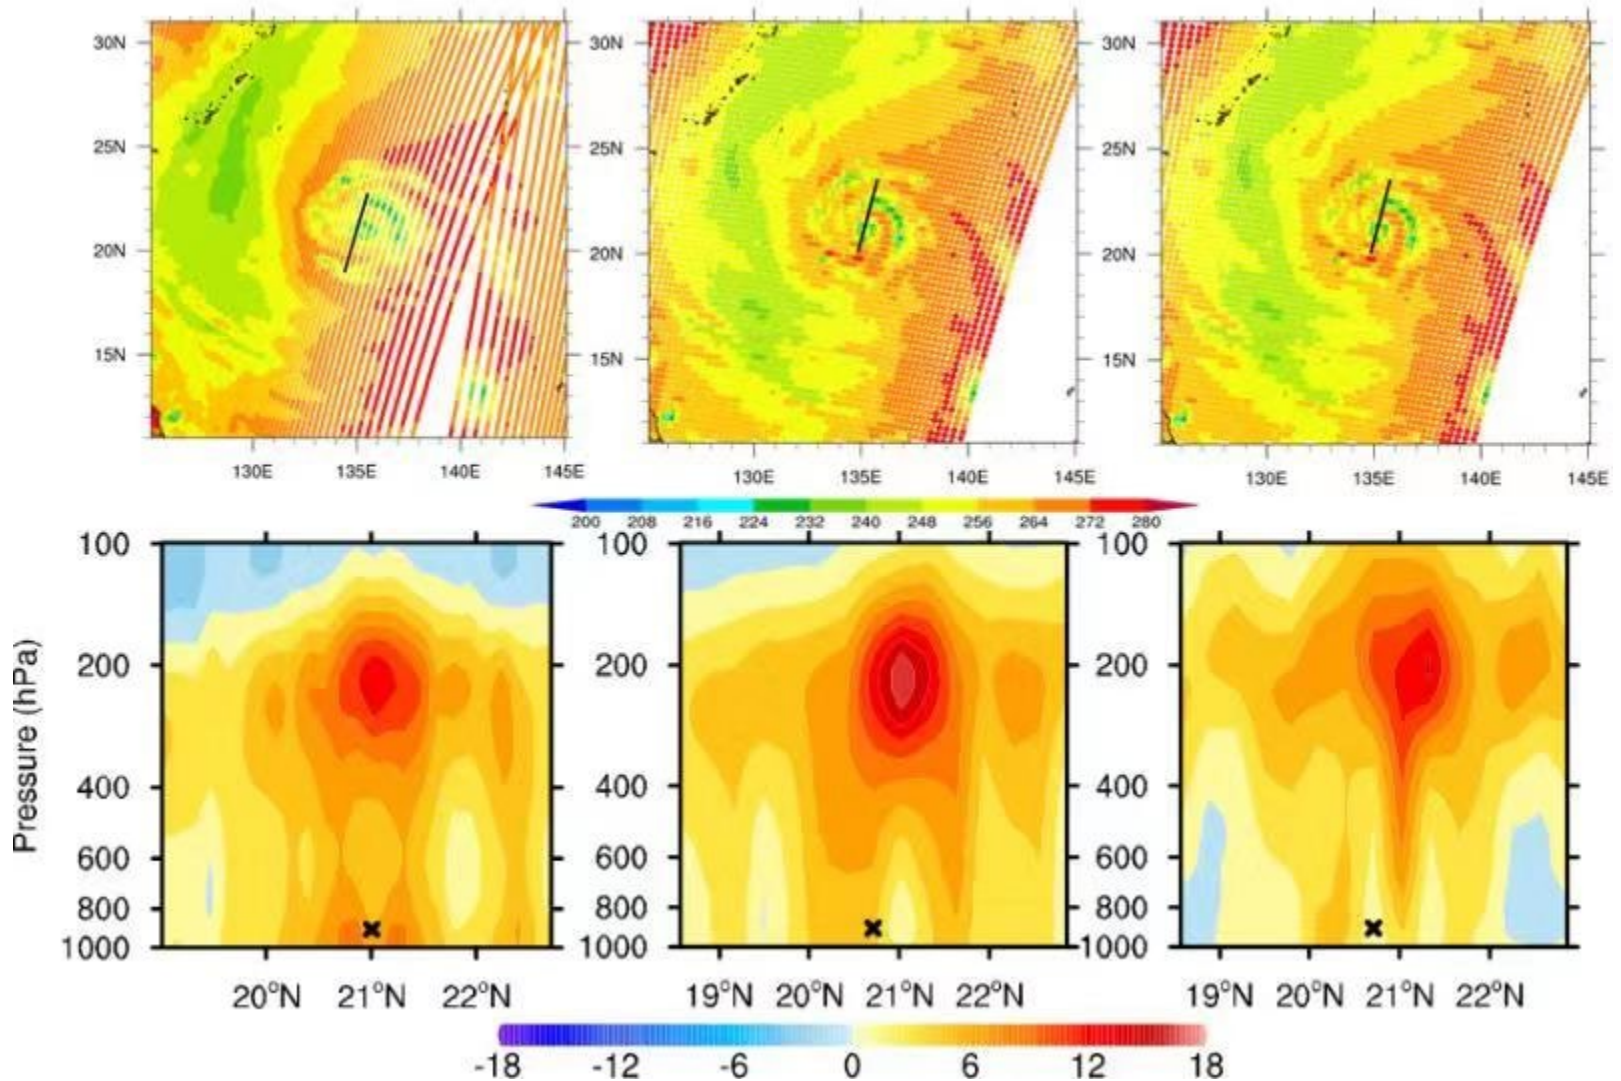 30N 30N 30N
25N 25N 25N
20N 20N 20N
15N 15N 15N
130E 135E 140E 145E 130E 135E 140E 145E 130E 135E 140E 145E
200 208 216 224 232 240 248 256 264 272 280
100 100 100
200 200 200
400 400 400
600 600 600
800 800 800
1000 1000 1000
Pressure (hPa)
20°N 21°N 22°N 19°N 20°N 21°N 22°N 19°N 20°N 21°N 22°N
-18 -12 -6 0 6 12 18